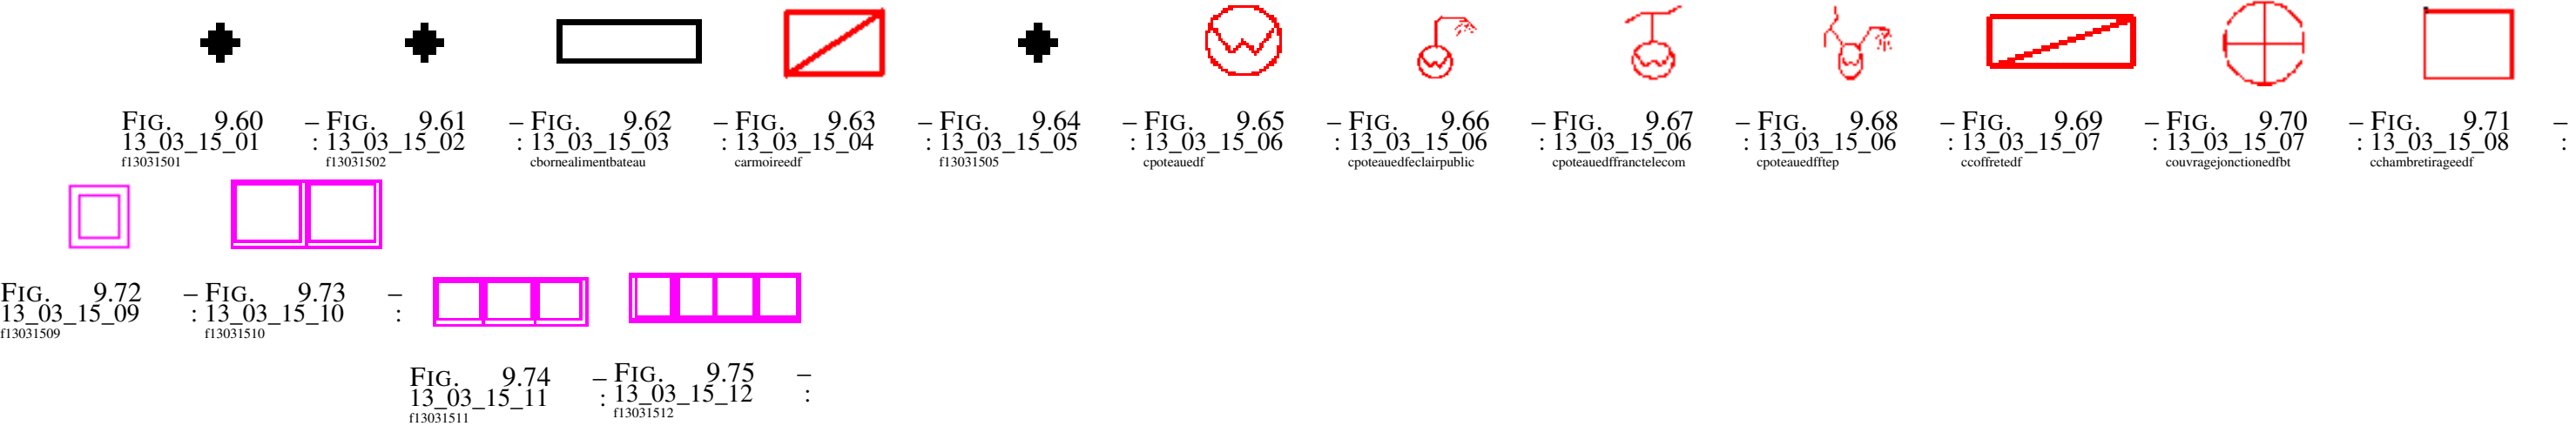 FIG. 9.60 – FIG. 9.61 – FIG. 9.62 – FIG. 9.63 – FIG. 9.64 – FIG. 9.65 – FIG. 9.66 – FIG. 9.67 – FIG. 9.68 – FIG. 9.69 – FIG. 9.70 – FIG. 9.71 –
13_03_15_01 : 13_03_15_02 : 13_03_15_03 : 13_03_15_04 : 13_03_15_05 : 13_03_15_06 : 13_03_15_06 : 13_03_15_06 : 13_03_15_06 : 13_03_15_07 : 13_03_15_07 : 13_03_15_08 :
f13031501 f13031502 cbornealimentbateau carmoireedf f13031505 cpoteauedf cpoteauedfeclairpublic cpoteauedffranctelecom cpoteauedfftep ccoffretedf couvragejonctionedfbt cchambretirageedf
FIG. 9.72 – FIG. 9.73 –
13_03_15_09 : 13_03_15_10 :
f13031509 f13031510
FIG. 9.74 – FIG. 9.75 –
13_03_15_11 : 13_03_15_12 :
f13031511 f13031512